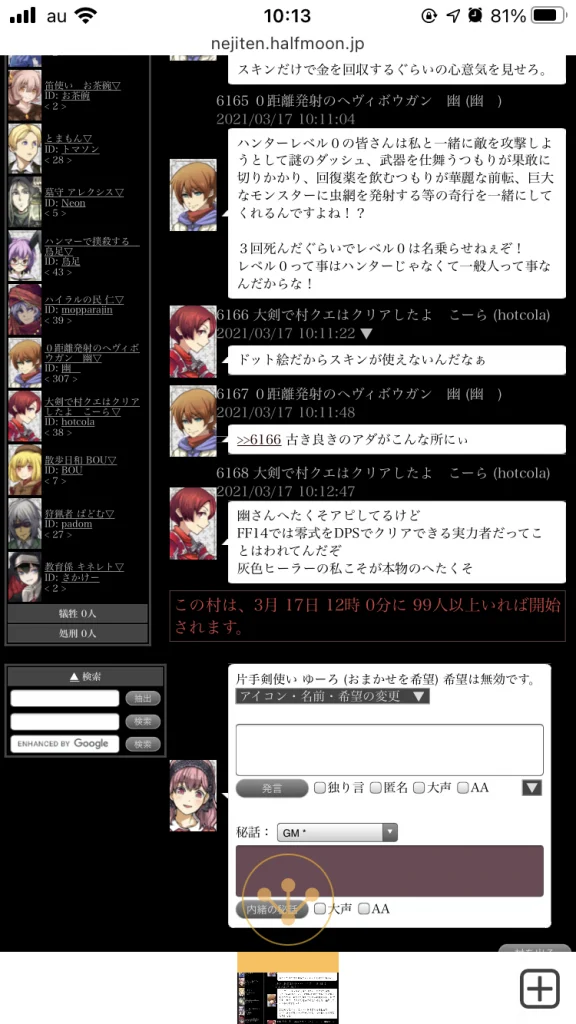 au
10:13
81%
nejiten.halfmoon.jp
< 2 >
笛使い お茶碗▽
ID: お茶碗
< 2 >
とまもん▽
ID: トマソン
< 28 >
墓守 アレクシス▽
ID: Neon
< 5 >
ハンマーで撲殺する
烏足▽
ID: 烏足
< 43 >
ハイラルの民 仁▽
ID: mopparajin
< 39 >
０距離発射のヘヴィボ
ウガン 幽▽
ID: 幽
< 307 >
大剣で村クエはクリア
したよ こーら▽
ID: hotcola
< 38 >
散歩日和 BOU▽
ID: BOU
< 7 >
狩猟者 ぱどむ▽
ID: padom
< 27 >
教育係 キネレト▽
ID: さかけー
< 2 >
犠牲 0人
処刑 0人
▲ 検索
抽出
検索
ENHANCED BY Google
検索
スキンだけで金を回収するぐらいの心意気を見せろ。
6165 ０距離発射のヘヴィボウガン 幽 (幽 )
2021/03/17 10:11:04
ハンターレベル０の皆さんは私と一緒に敵を攻撃しよ
うとして謎のダッシュ、武器を仕舞うつもりが果敢に
切りかかり、回復薬を飲むつもりが華麗な前転、巨大
なモンスターに虫網を発射する等の奇行を一緒にして
くれるんですよね！？
３回死んだぐらいでレベル０は名乗らせねぇぞ！
レベル０って事はハンターじゃなくて一般人って事な
んだからな！
6166 大剣で村クエはクリアしたよ こーら (hotcola)
2021/03/17 10:11:22 ▼
ドット絵だからスキンが使えないんだなぁ
6167 ０距離発射のヘヴィボウガン 幽 (幽 )
2021/03/17 10:11:48
>>6166 古き良きのアダがこんな所にぃ
6168 大剣で村クエはクリアしたよ こーら (hotcola)
2021/03/17 10:12:47
幽さんへたくそアピしてるけど
FF14では零式をDPSでクリアできる実力者だってこ
とはわれてんだぞ
灰色ヒーラーの私こそが本物のへたくそ
この村は、3月 17日 12時 0分に 99人以上いれば開始
されます。
片手剣使い ゆーろ (おまかせを希望) 希望は無効です。
アイコン・名前・希望の変更 ▼
発言 独り言 匿名 大声 AA ▼
秘話： GM *
内緒の秘話 大声 AA